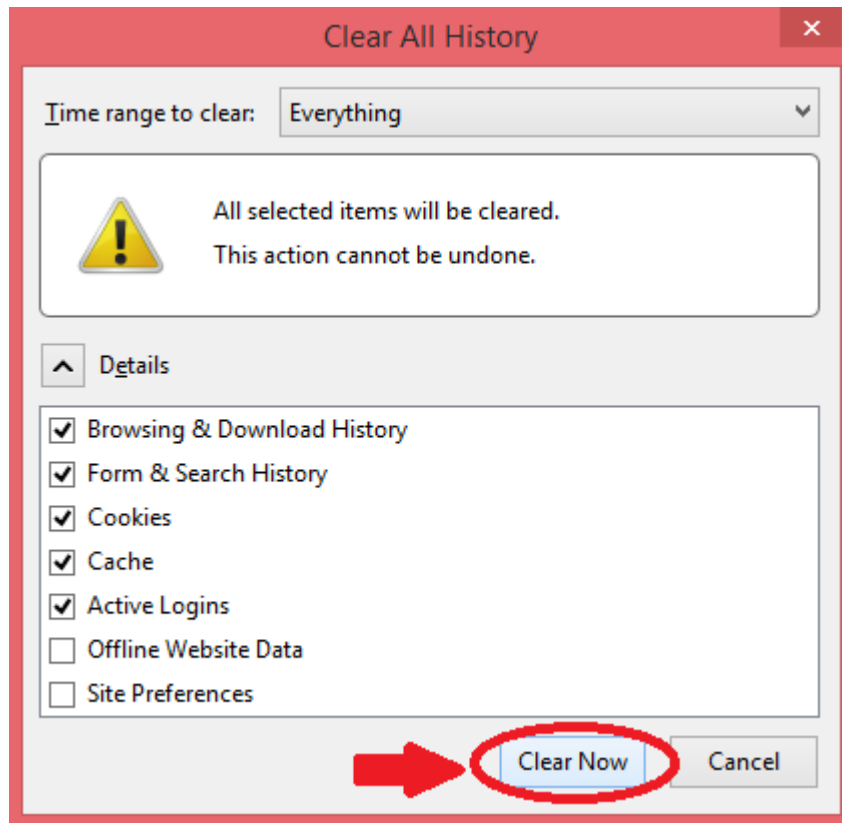 Clear All History
Time range to clear: Everything
All selected items will be cleared.
This action cannot be undone.
Details
Browsing & Download History
Form & Search History
Cookies
Cache
Active Logins
Offline Website Data
Site Preferences
Clear Now Cancel